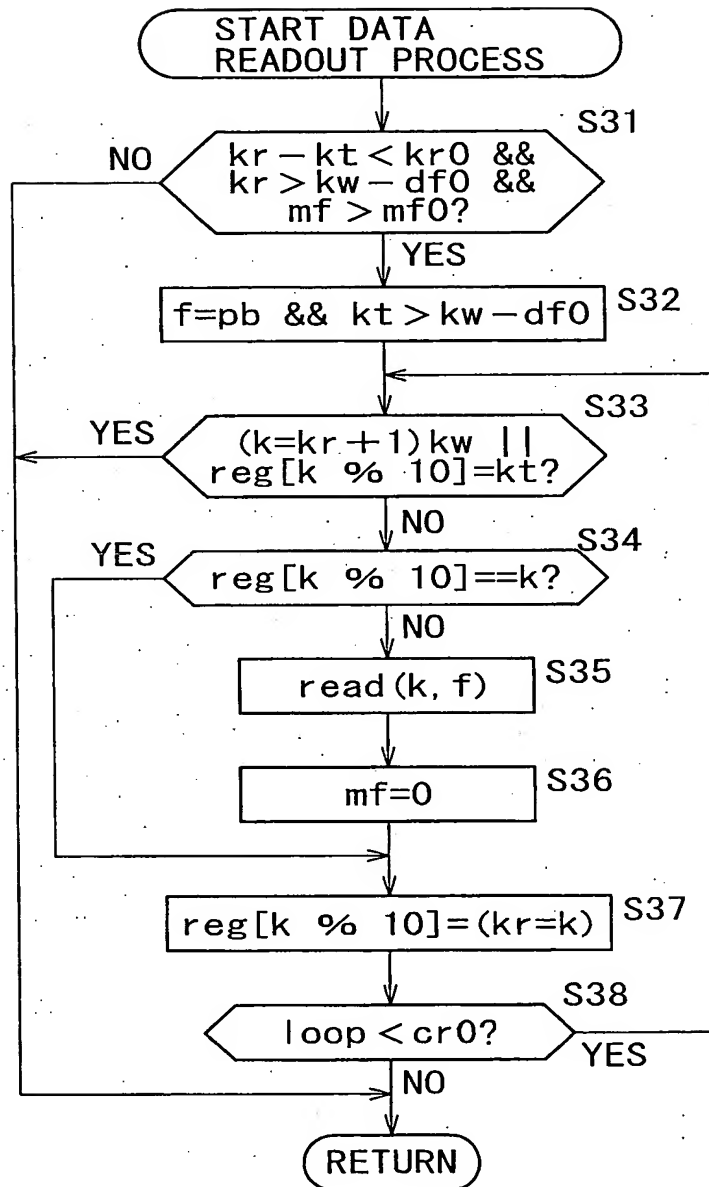 START DATA
READOUT PROCESS
S31
NO
kr-kt<kr0 &&
kr>kw-df0 &&
mf>mf0?
YES
f=pb && kt>kw-df0
S32
S33
YES
(k=kr+1)kw ||
reg[k % 10]=kt?
NO
S34
YES
reg[k % 10]==k?
NO
read(k,f)
S35
mf=0
S36
reg[k % 10]=(kr=k)
S37
S38
loop<cr0?
YES
NO
RETURN